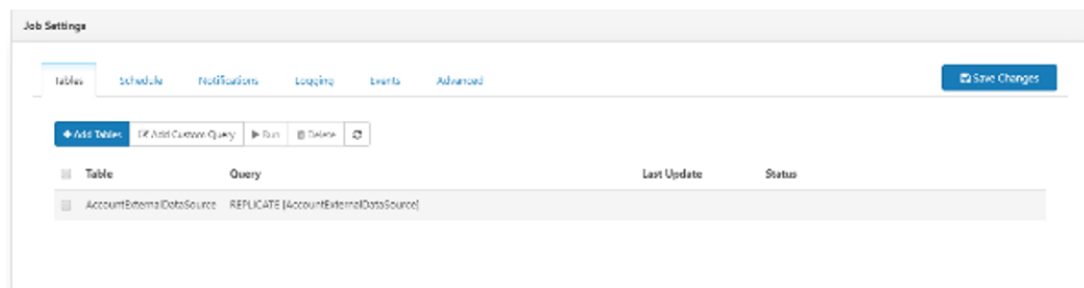 Job Settings
Tables Schedule Notifications Logging Events Advanced Save Changes
Add Tables Add Custom Query Run Delete
Table Query Last Update Status
AccountExternalDataSource REPLICATE [AccountExternalDataSource]